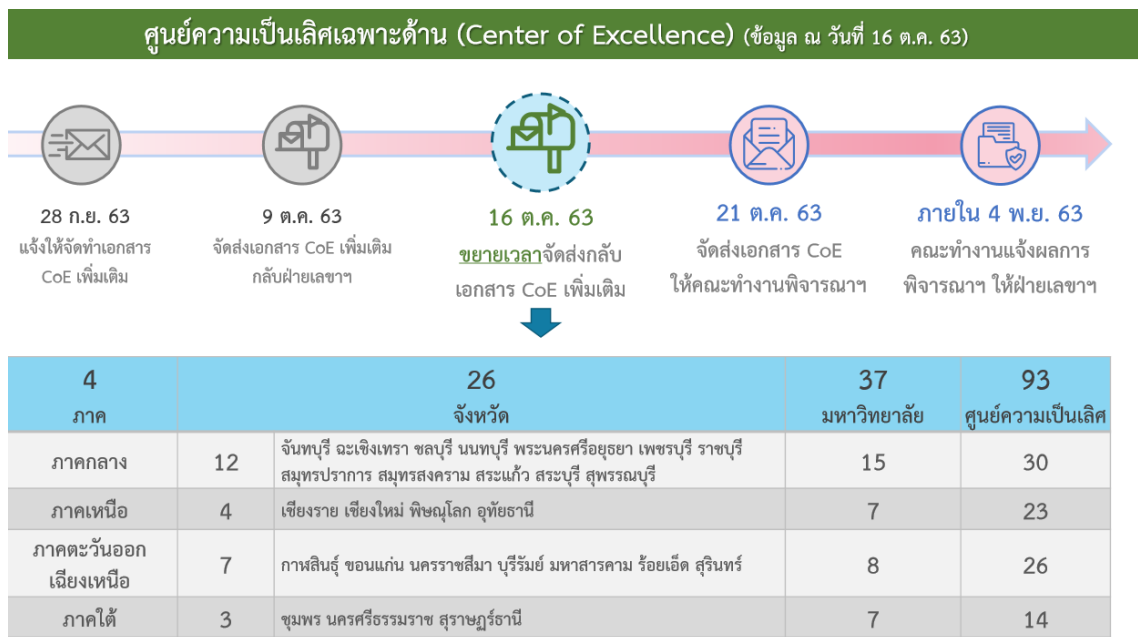 ศูนย์ความเป็นเลิศเฉพาะด้าน (Center of Excellence) (ข้อมูล ณ วันที่ 16 ต.ค. 63)
28 ก.ย. 63
แจ้งให้จัดทำเอกสาร
CoE เพิ่มเติม
9 ต.ค. 63
จัดส่งเอกสาร CoE เพิ่มเติม
กลับฝ่ายเลขาฯ
16 ต.ค. 63
ขยายเวลาจัดส่งกลับ
เอกสาร CoE เพิ่มเติม
21 ต.ค. 63
จัดส่งเอกสาร CoE
ให้คณะทำงานพิจารณาฯ
ภายใน 4 พ.ย. 63
คณะทำงานแจ้งผลการ
พิจารณาฯ ให้ฝ่ายเลขาฯ
4 26 37 93
ภาค จังหวัด มหาวิทยาลัย ศูนย์ความเป็นเลิศ
ภาคกลาง 12 จันทบุรี ฉะเชิงเทรา ชลบุรี นนทบุรี พระนครศรีอยุธยา เพชรบุรี ราชบุรี
สมุทรปราการ สมุทรสงคราม สระแก้ว สระบุรี สุพรรณบุรี 15 30
ภาคเหนือ 4 เชียงราย เชียงใหม่ พิษณุโลก อุทัยธานี 7 23
ภาคตะวันออก
เฉียงเหนือ 7 กาฬสินธุ์ ขอนแก่น นครราชสีมา บุรีรัมย์ มหาสารคาม ร้อยเอ็ด สุรินทร์ 8 26
ภาคใต้ 3 ชุมพร นครศรีธรรมราช สุราษฎร์ธานี 7 14